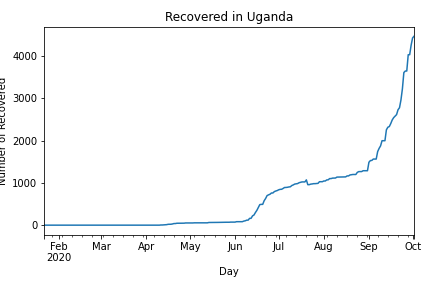 Recovered in Uganda
Number of Recovered
4000
3000
2000
1000
0
Feb Mar Apr May Jun Jul Aug Sep Oct
2020
Day